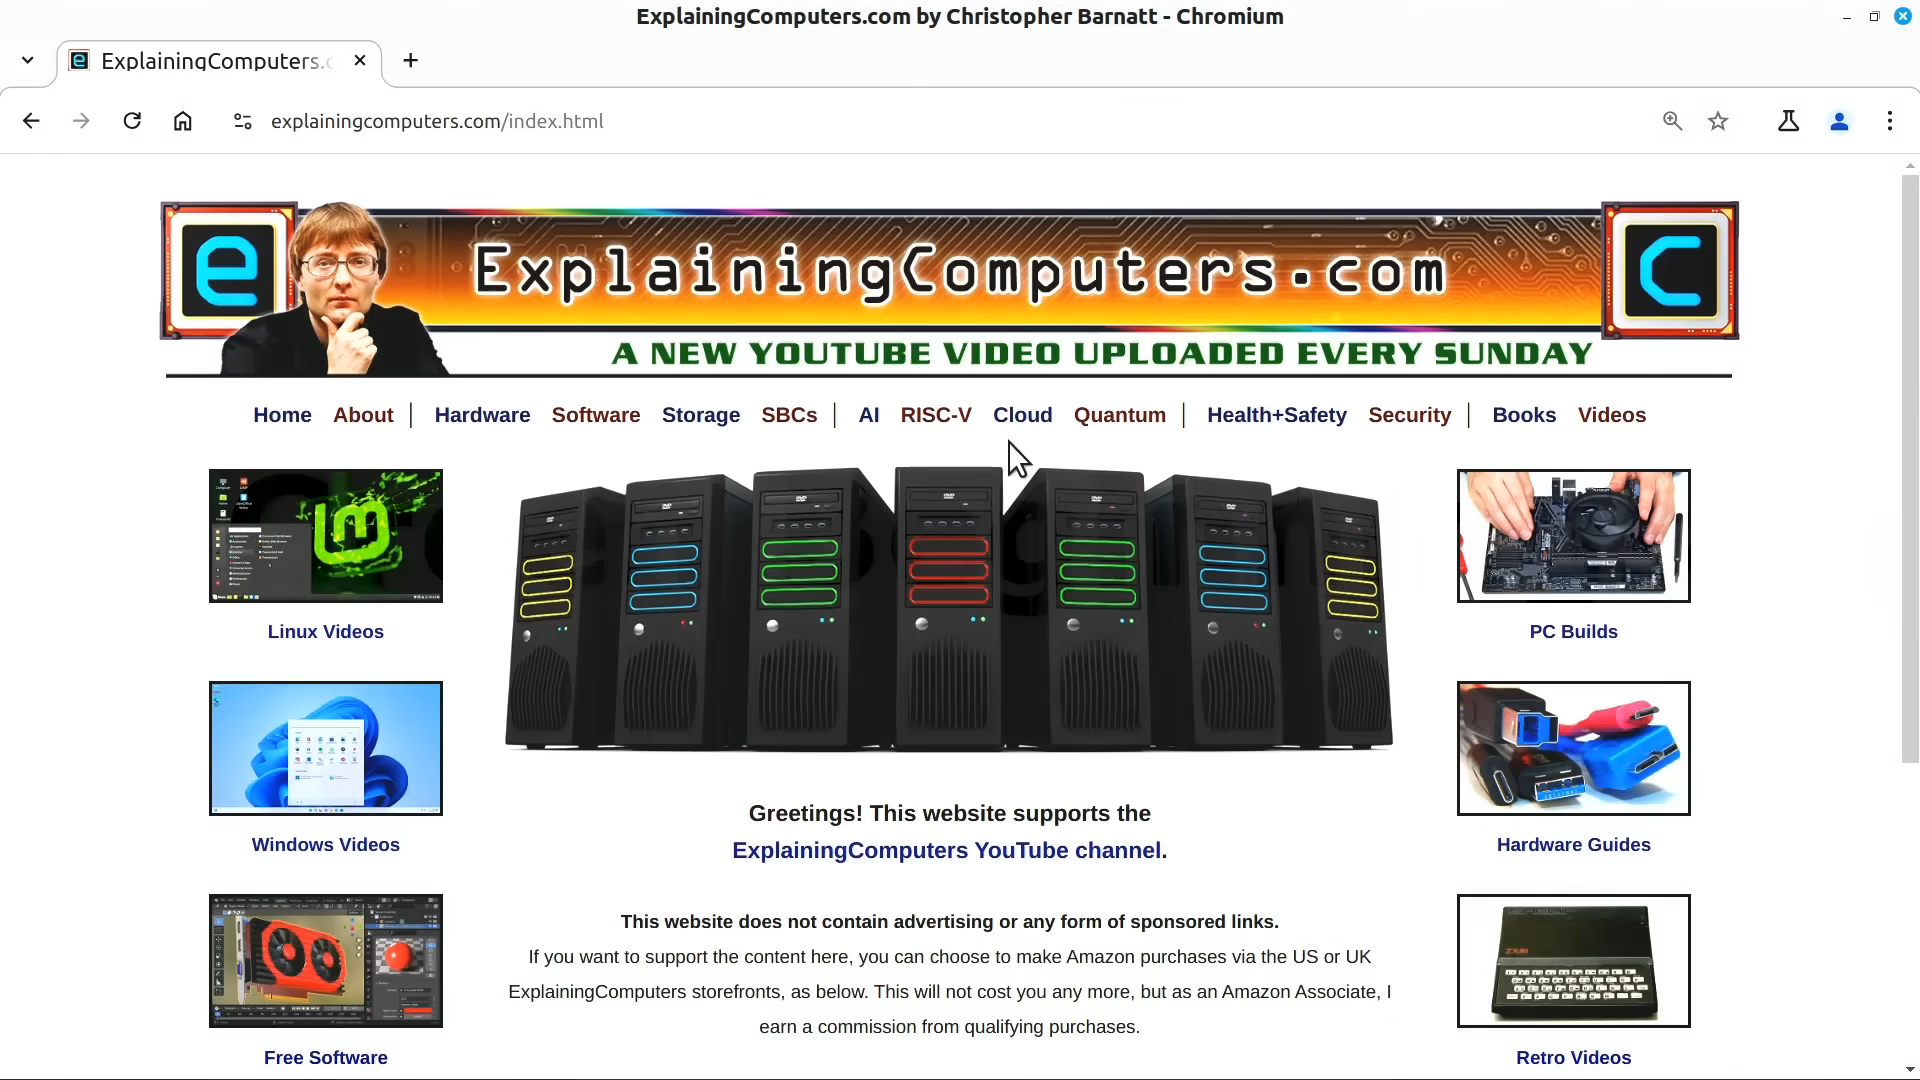 ExplainingComputers.com by Christopher Barnatt - Chromium
ExplainingComputers.c
explainingcomputers.com/index.html
e
ExplainingComputers.com
c
A NEW YOUTUBE VIDEO UPLOADED EVERY SUNDAY
Home About | Hardware Software Storage SBCs | AI RISC-V Cloud Quantum | Health+Safety Security | Books Videos
Linux Videos
PC Builds
Windows Videos
Hardware Guides
Free Software
Retro Videos
Greetings! This website supports the
ExplainingComputers YouTube channel.
This website does not contain advertising or any form of sponsored links.
If you want to support the content here, you can choose to make Amazon purchases via the US or UK
ExplainingComputers storefronts, as below. This will not cost you any more, but as an Amazon Associate, I
earn a commission from qualifying purchases.